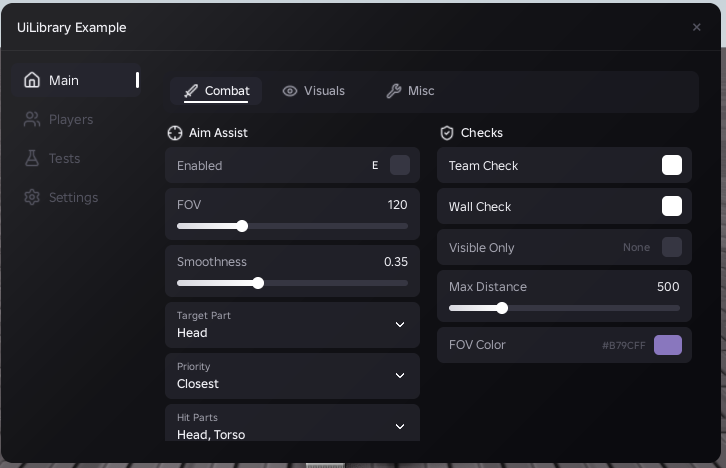 UiLibrary Example
Main
Players
Tests
Settings
Combat
Visuals
Misc
Aim Assist
Enabled E
FOV 120
Smoothness 0.35
Target Part
Head
Priority
Closest
Hit Parts
Head, Torso
Checks
Team Check
Wall Check
Visible Only None
Max Distance 500
FOV Color #B79CFF